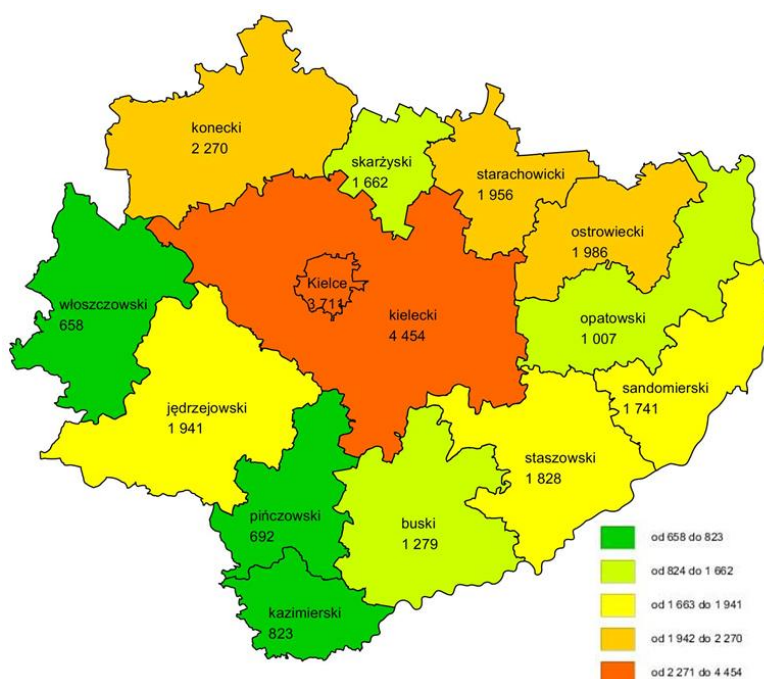 konecki
2 270
skarżyski
1 662
starachowicki
1 956
ostrowiecki
1 986
włoszczowski
658
Kielce
3 711
kielecki
4 454
opatowski
1 007
sandomierski
1 741
jędrzejowski
1 941
staszowski
1 828
pińczowski
692
buski
1 279
kazimierski
823
od 658 do 823
od 824 do 1 662
od 1 663 do 1 941
od 1 942 do 2 270
od 2 271 do 4 454